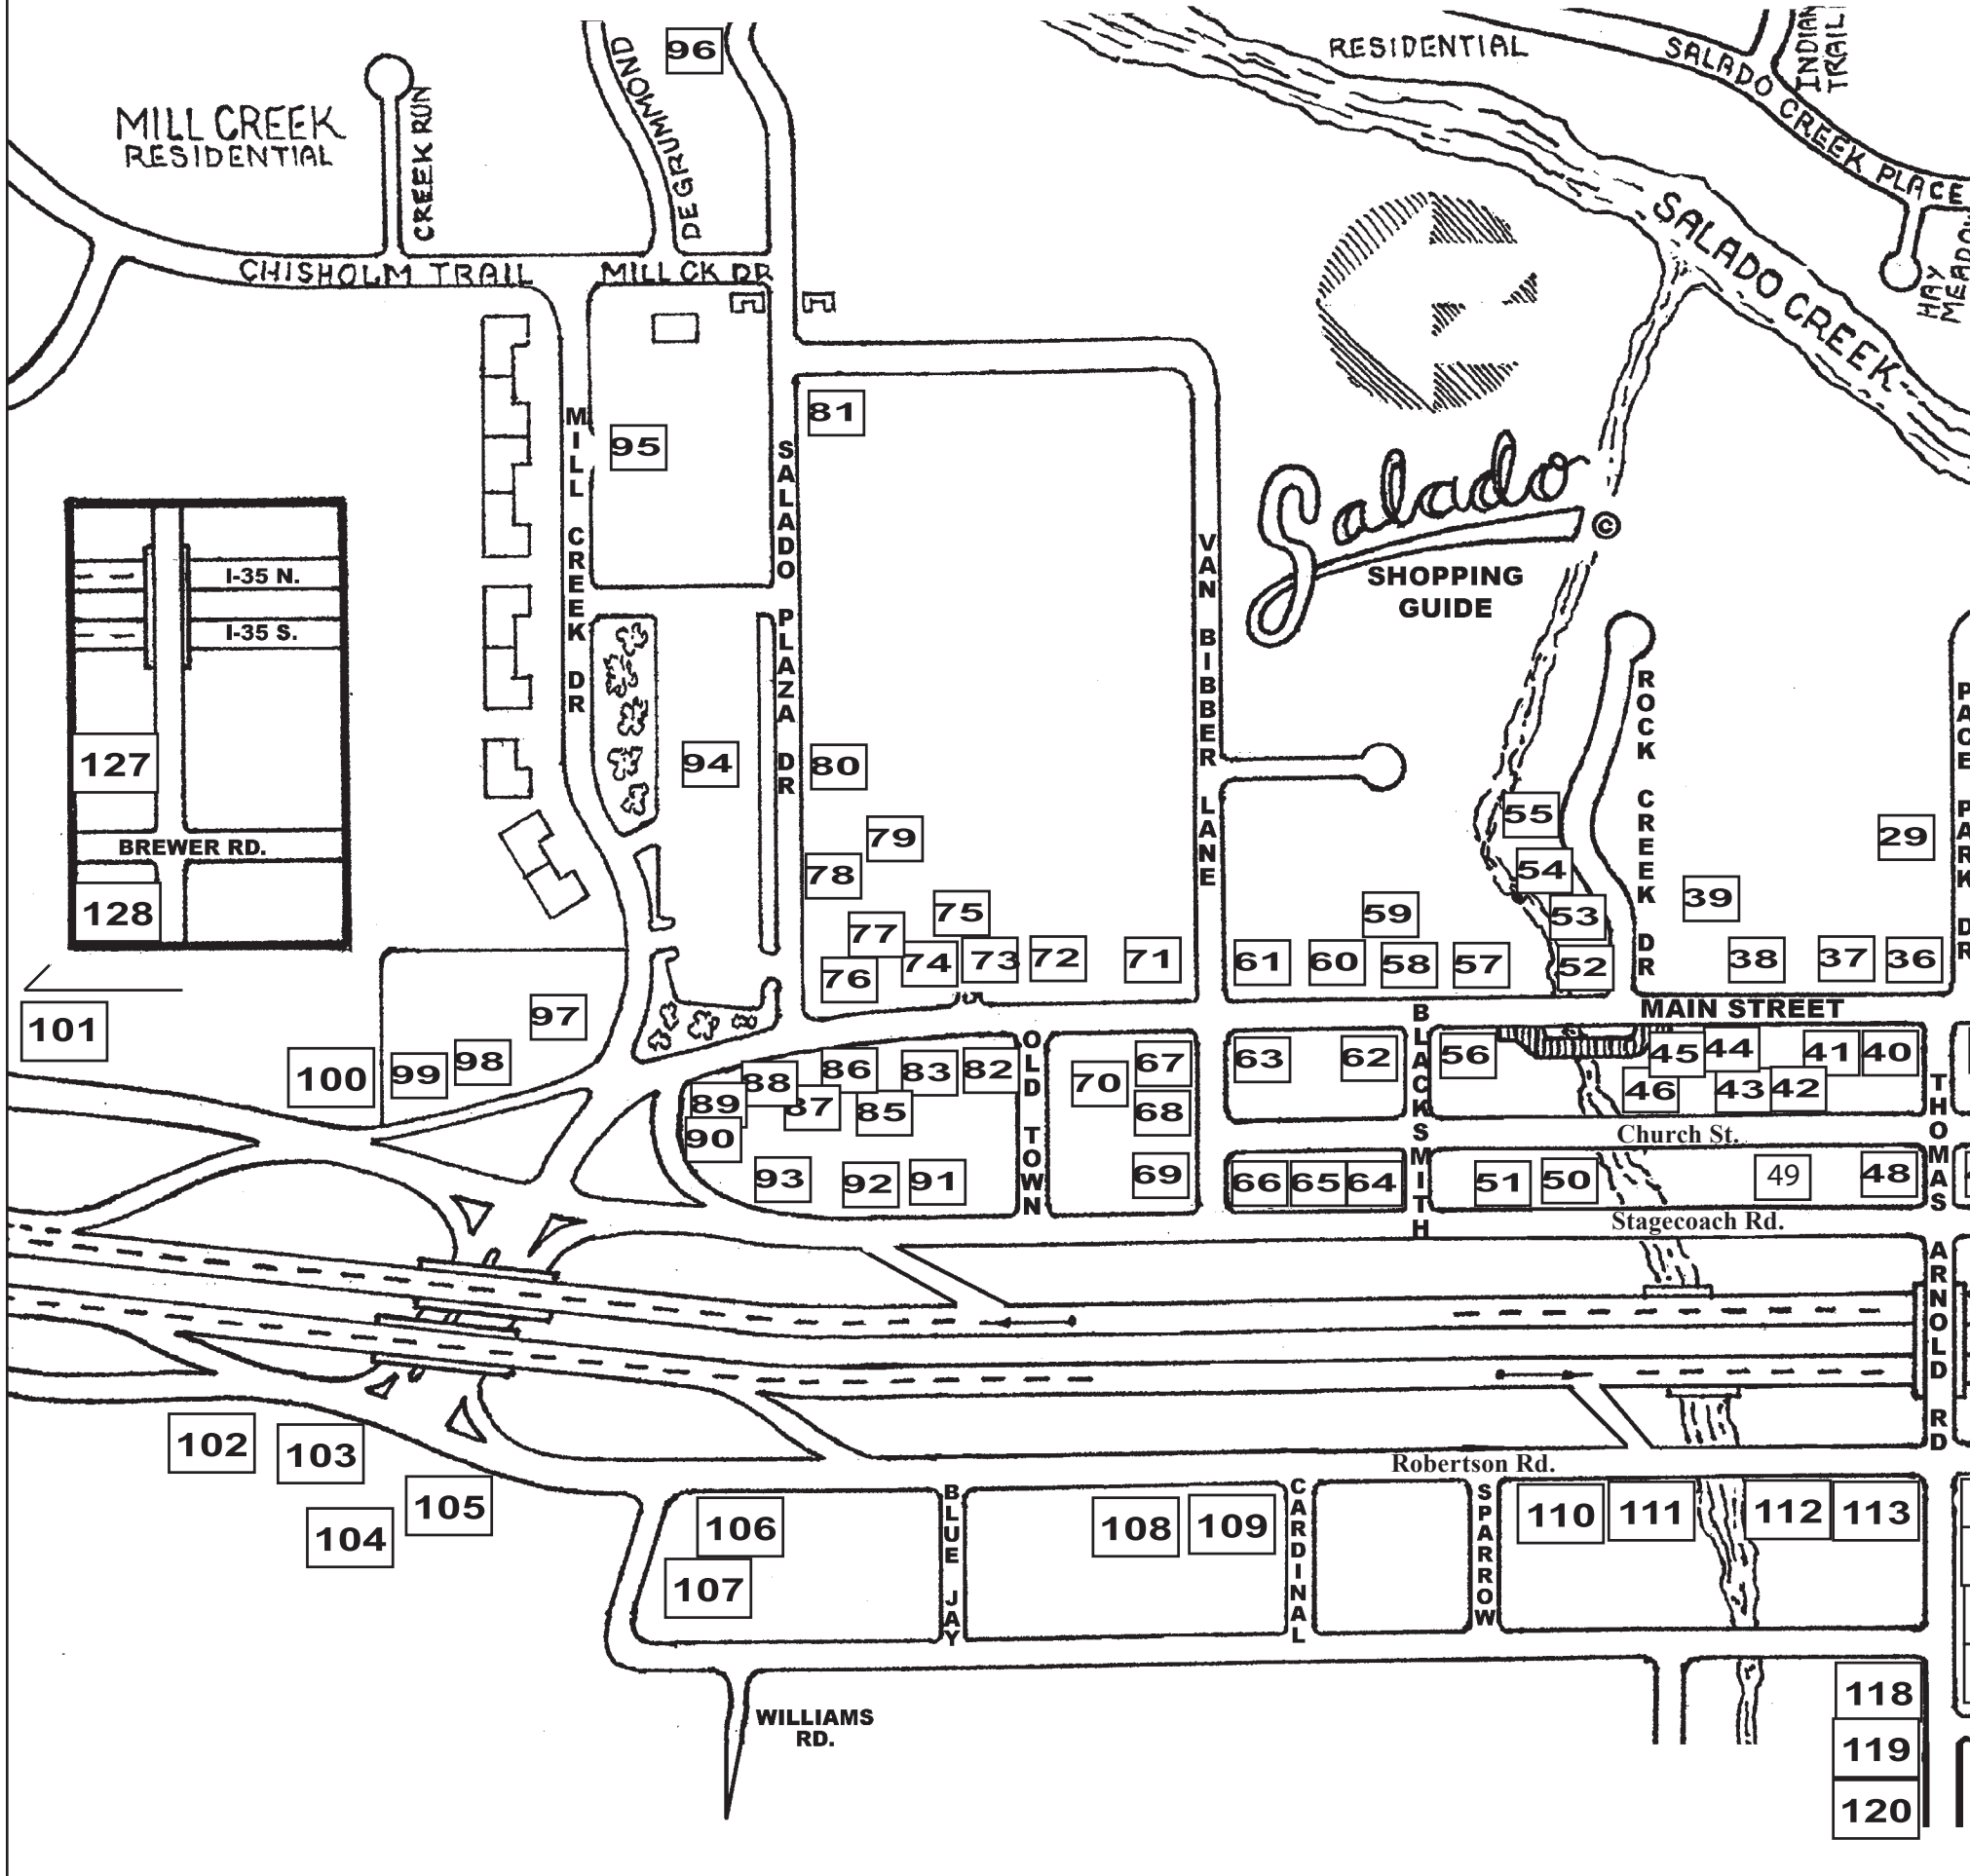 RESIDENTIAL
INDIAN
TRAIL
SALADO CREEK PLACE
HAY
MEADOW
SALADO CREEK
96
DEGRUMMOND
MILL CREEK
RESIDENTIAL
CREEK RUN
CHISHOLM TRAIL
MILL CK DR
81
95
MILL CREEK DR
SALADO PLAZA DR
VAN BIBBER LANE
Salado ©
SHOPPING
GUIDE
ROCK CREEK DR
PACE PARK DR
I-35 N.
I-35 S.
127
BREWER RD.
128
94
80
79
78
77
76
75
74
73
72
71
61
60
59
58
57
55
54
53
52
39
29
38
37
36
MAIN STREET
101
100
99
98
97
90
89
88
87
86
85
83
82
OLD TOWN
93
92
91
70
67
68
69
63
62
BLACKSMITH
56
45
44
41
40
46
43
42
Church St.
66
65
64
51
50
49
48
THOMAS ARNOLD RD
Stagecoach Rd.
102
103
104
105
Robertson Rd.
106
107
BLUE JAY
108
109
CARDINAL
SPARROW
110
111
112
113
WILLIAMS
RD.
118
119
120